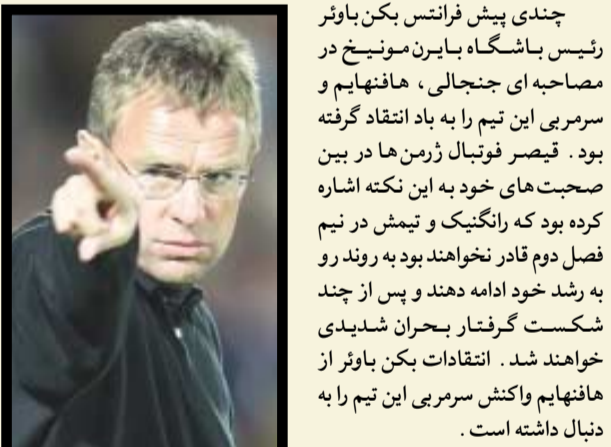 چندی پیش فرانتس بکن باوئر
رئیس باشگاه بایرن مونیخ در
مصاحبه ای جنجالی، هافنهایم و
سرمربی این تیم را به باد انتقاد گرفته
بود. قیصر فوتبال ژرمن ها در بین
صحبت های خود به این نکته اشاره
کرده بود که رانگنیک و تیمش در نیم
فصل دوم قادر نخواهند بود به روند رو
به رشد خود ادامه دهند و پس از چند
شکست گرفتار بحران شدیدی
خواهند شد. انتقادات بکن باوئر از
هافنهایم واکنش سرمربی این تیم را به
دنبال داشته است.